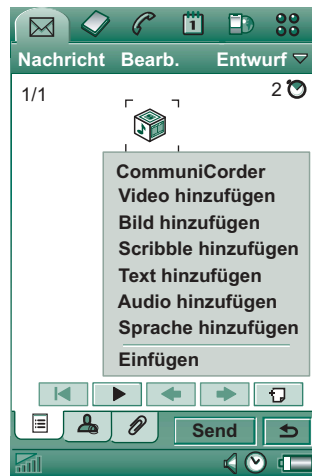 1
Nachricht Bearb. Entwurf
1/1 2
CommuniCorder
Video hinzufügen
Bild hinzufügen
Scribble hinzufügen
Text hinzufügen
Audio hinzufügen
Sprache hinzufügen
Einfügen
Send